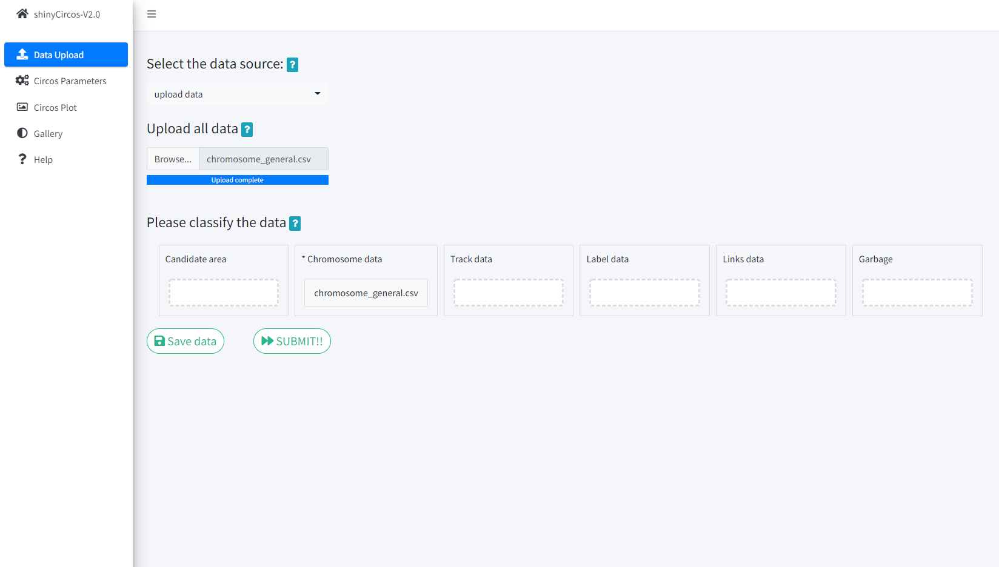 shinyCircos-V2.0
Data Upload
Circos Parameters
Circos Plot
Gallery
Help
Select the data source: ?
upload data
Upload all data ?
Browse... chromosome_general.csv
Upload complete
Please classify the data ?
Candidate area
* Chromosome data
chromosome_general.csv
Track data
Label data
Links data
Garbage
Save data
SUBMIT!!